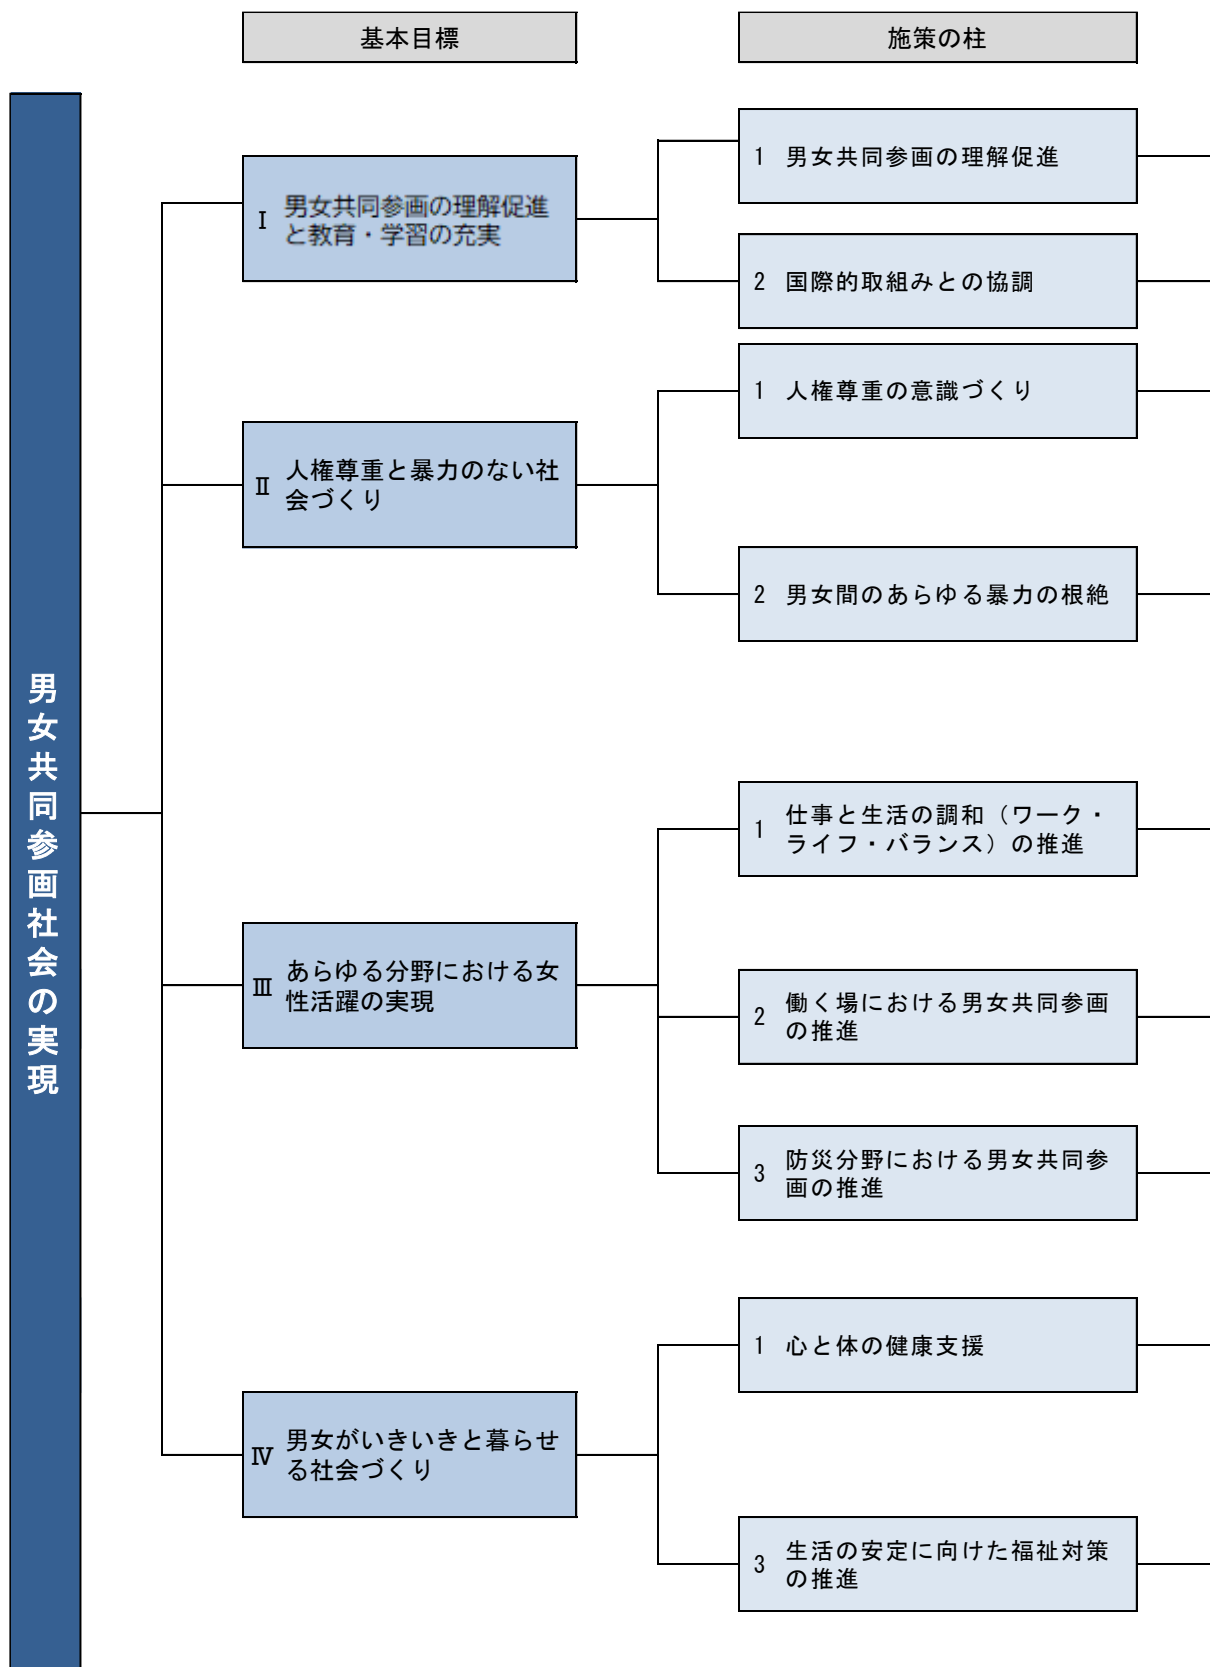 基本目標
施策の柱
男女共同参画社会の実現
Ⅰ 男女共同参画の理解促進
と教育・学習の充実
1 男女共同参画の理解促進
2 国際的取組みとの協調
Ⅱ 人権尊重と暴力のない社
会づくり
1 人権尊重の意識づくり
2 男女間のあらゆる暴力の根絶
Ⅲ あらゆる分野における女
性活躍の実現
1 仕事と生活の調和（ワーク・
ライフ・バランス）の推進
2 働く場における男女共同参画
の推進
3 防災分野における男女共同参
画の推進
Ⅳ 男女がいきいきと暮らせ
る社会づくり
1 心と体の健康支援
3 生活の安定に向けた福祉対策
の推進